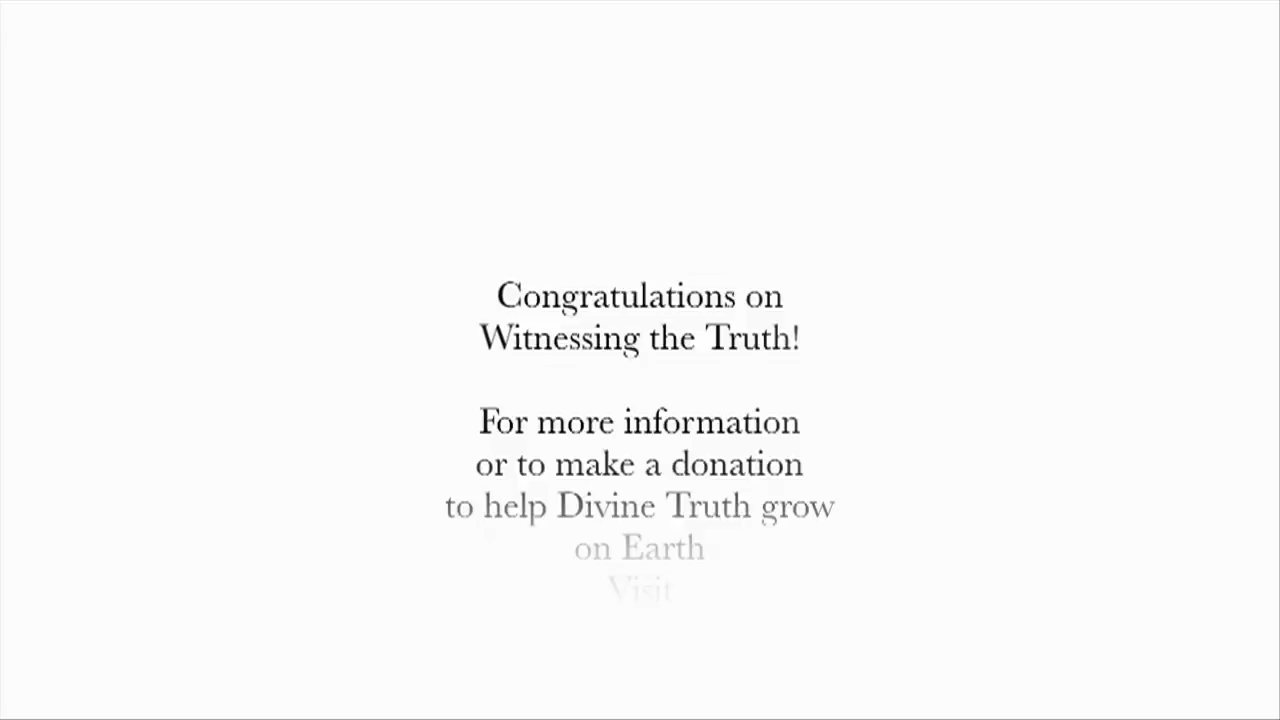 Congratulations on
Witnessing the Truth!
For more information
or to make a donation
to help Divine Truth grow
on Earth
Visit